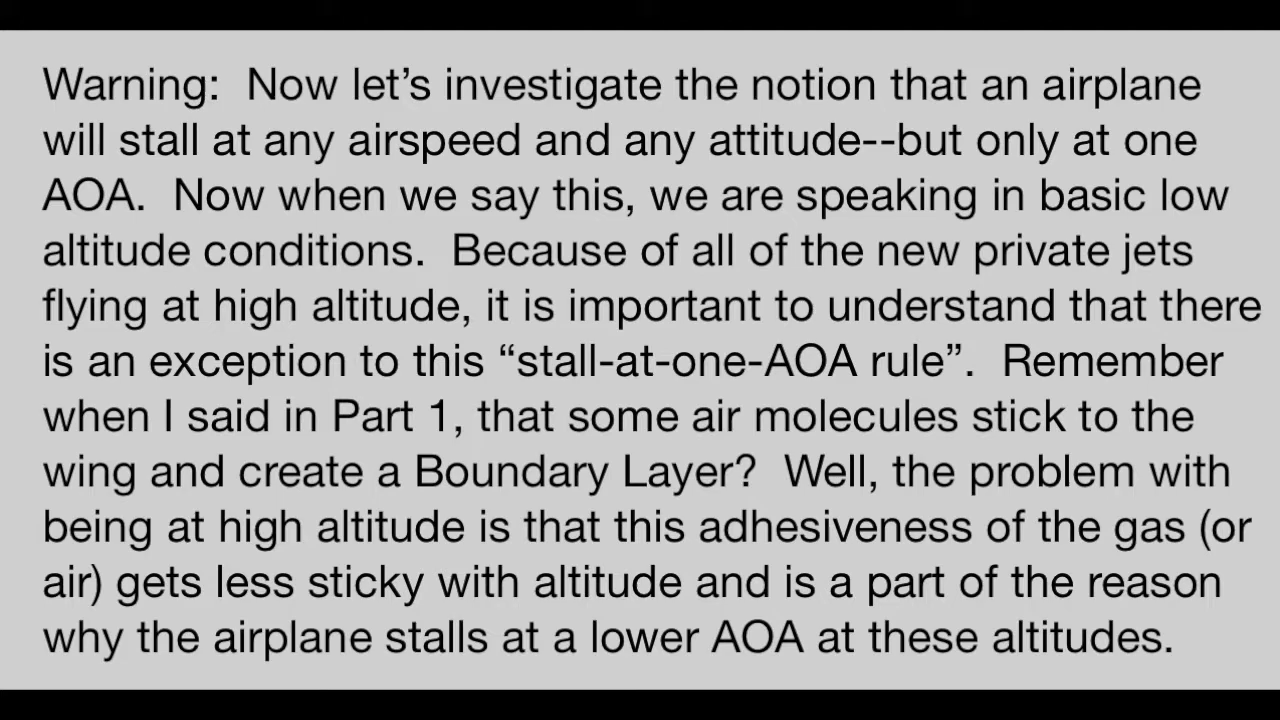 Warning:  Now let’s investigate the notion that an airplane
will stall at any airspeed and any attitude--but only at one
AOA.  Now when we say this, we are speaking in basic low
altitude conditions.  Because of all of the new private jets
flying at high altitude, it is important to understand that there
is an exception to this “stall-at-one-AOA rule”.  Remember
when I said in Part 1, that some air molecules stick to the
wing and create a Boundary Layer?  Well, the problem with
being at high altitude is that this adhesiveness of the gas (or
air) gets less sticky with altitude and is a part of the reason
why the airplane stalls at a lower AOA at these altitudes.